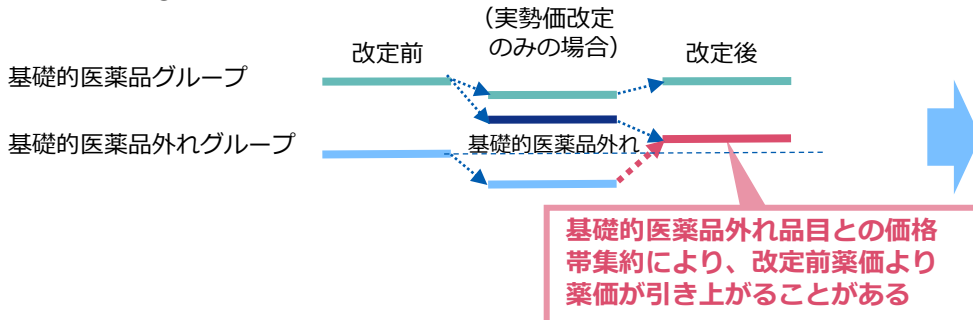 （実勢価改定
のみの場合）
改定前
改定後
基礎的医薬品グループ
基礎的医薬品外れグループ
基礎的医薬品外れ
基礎的医薬品外れ品目との価格
帯集約により、改定前薬価より
薬価が引き上がることがある